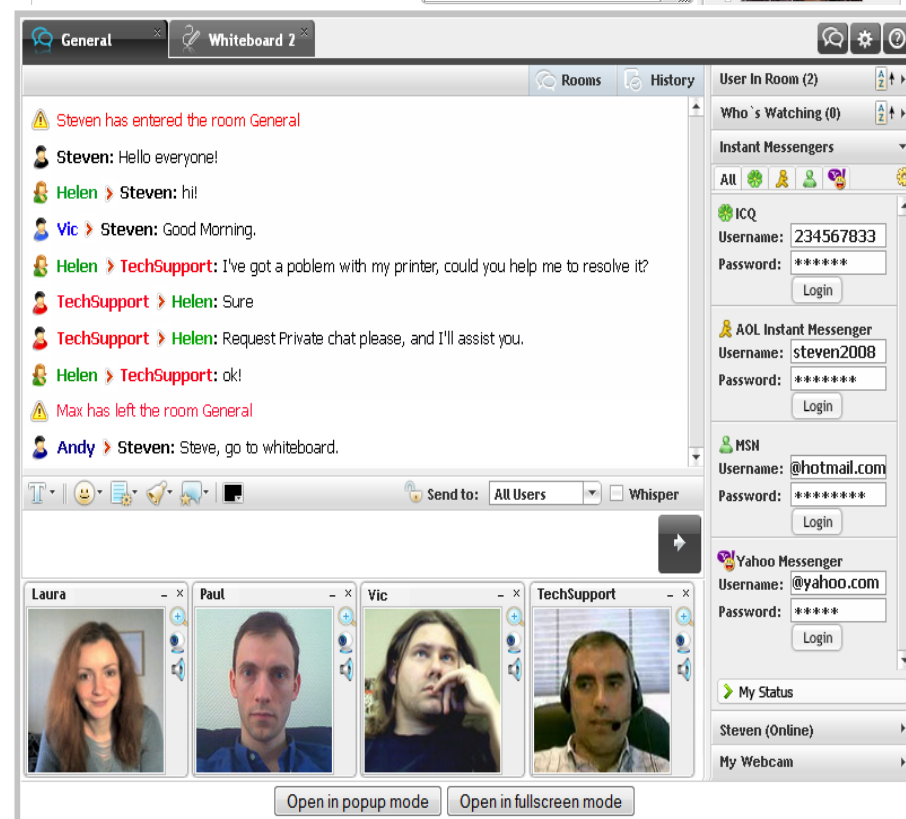 General
Whiteboard 2
Rooms
History
Steven has entered the room General
Steven: Hello everyone!
Helen > Steven: hi!
Vic > Steven: Good Morning.
Helen > TechSupport: I've got a poblem with my printer, could you help me to resolve it?
TechSupport > Helen: Sure
TechSupport > Helen: Request Private chat please, and I'll assist you.
Helen > TechSupport: ok!
Max has left the room General
Andy > Steven: Steve, go to whiteboard.
Send to: All Users Whisper
Laura
Paul
Vic
TechSupport
User In Room (2)
Who`s Watching (0)
Instant Messengers
All
ICQ
Username: 234567833
Password: ******
Login
AOL Instant Messenger
Username: steven2008
Password: *******
Login
MSN
Username: @hotmail.com
Password: ********
Login
Yahoo Messenger
Username: @yahoo.com
Password: *****
Login
My Status
Steven (Online)
My Webcam
Open in popup mode
Open in fullscreen mode